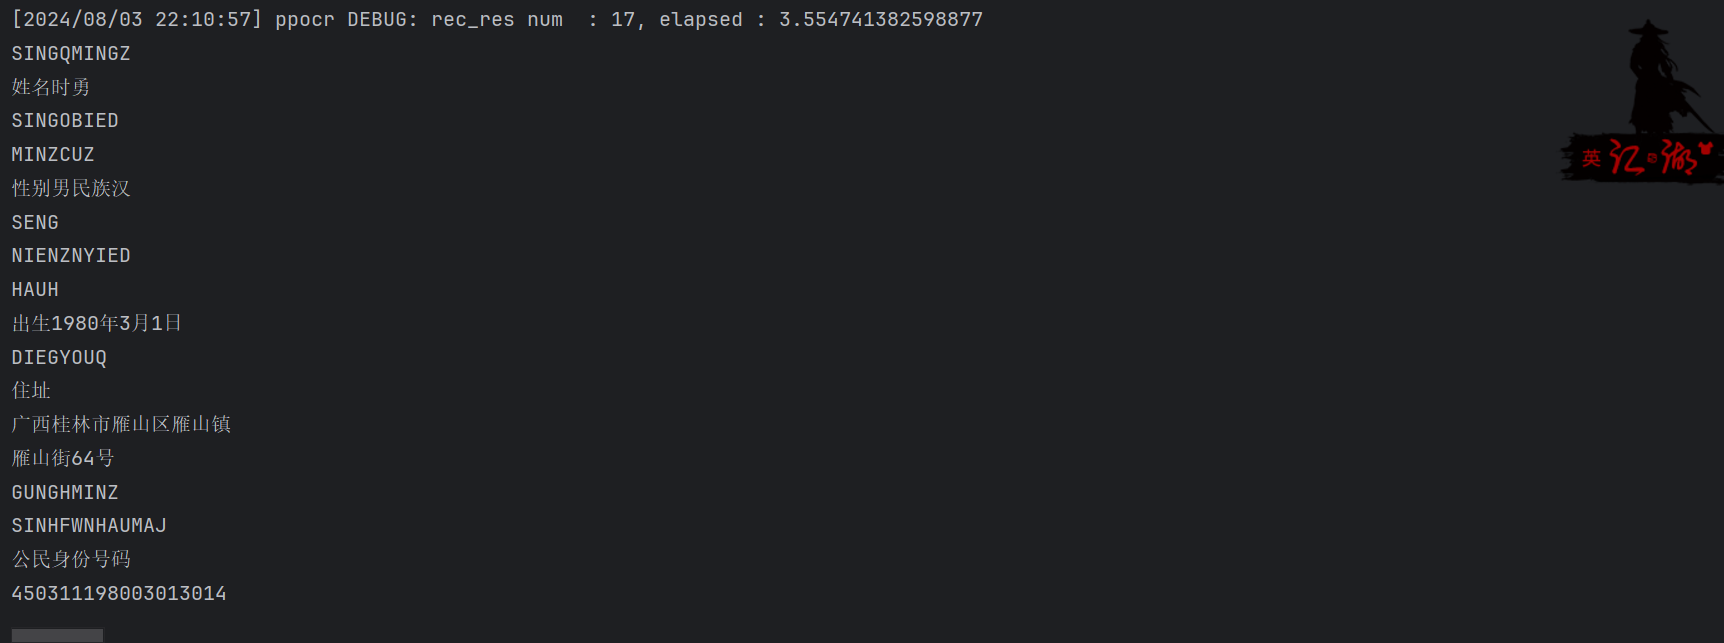 [2024/08/03 22:10:57] ppocr DEBUG: rec_res num  : 17, elapsed : 3.554741382598877
SINGQMINGZ
姓名时勇
SINGOBIED
MINZCUZ
性别男民族汉
SENG
NIENZNYIED
HAUH
出生1980年3月1日
DIEGYOUQ
住址
广西桂林市雁山区雁山镇
雁山街64号
GUNGHMINZ
SINHFWNHAUMAJ
公民身份号码
450311198003013014
英